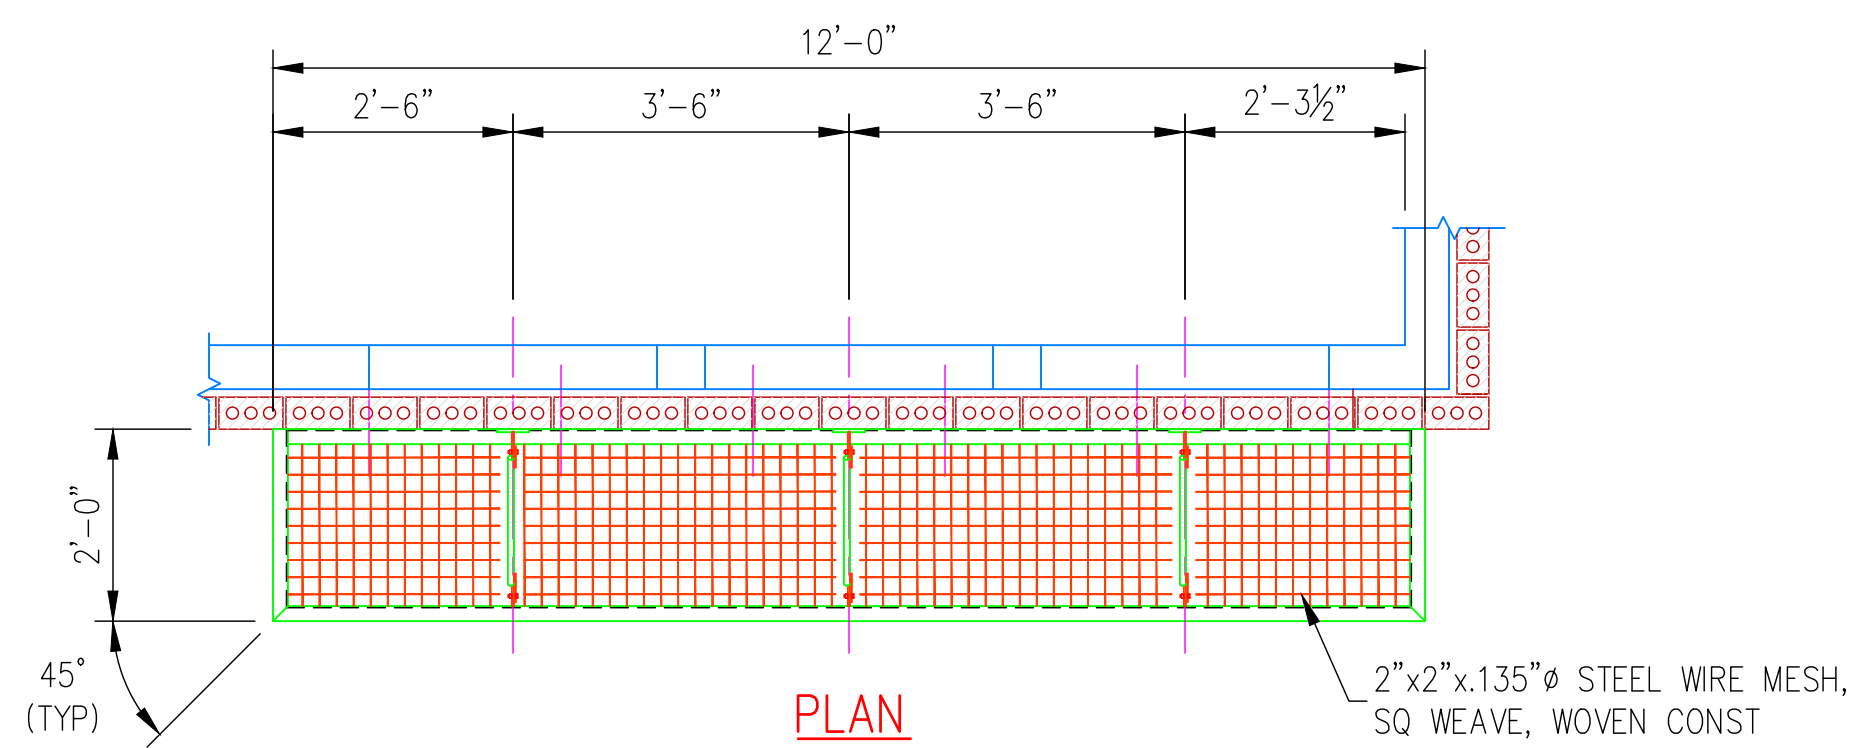 12'-0"
2'-6"
3'-6"
3'-6"
2'-3½"
2'-0"
45°
(TYP)
PLAN
2"x2"x.135"ø STEEL WIRE MESH,
SQ WEAVE, WOVEN CONST